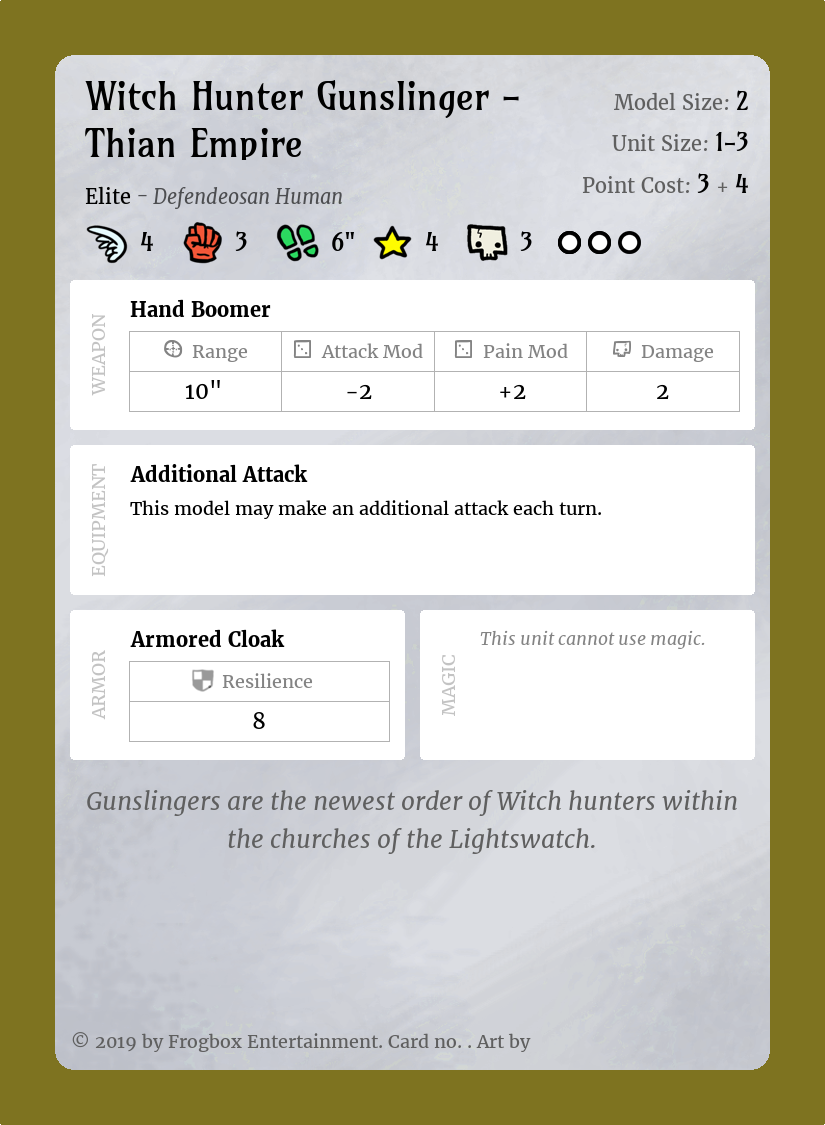 Witch Hunter Gunslinger –
Thian Empire
Model Size: 2
Unit Size: 1–3
Point Cost: 3 + 4
Elite – Defendeosan Human
4 3 6" 4 3
WEAPON
Hand Boomer
Range Attack Mod Pain Mod Damage
10" -2 +2 2
EQUIPMENT
Additional Attack
This model may make an additional attack each turn.
ARMOR
Armored Cloak
Resilience
8
MAGIC
This unit cannot use magic.
Gunslingers are the newest order of Witch hunters within
the churches of the Lightswatch.
© 2019 by Frogbox Entertainment. Card no. . Art by